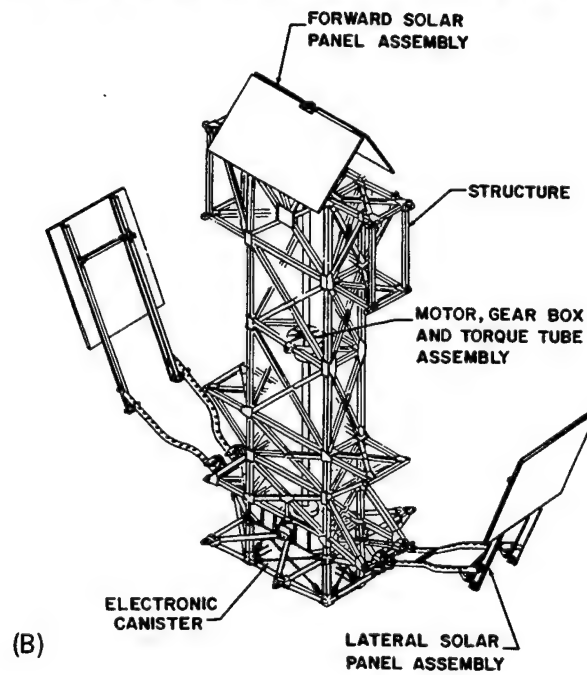 FORWARD SOLAR
PANEL ASSEMBLY
STRUCTURE
MOTOR, GEAR BOX
AND TORQUE TUBE
ASSEMBLY
ELECTRONIC
CANISTER
LATERAL SOLAR
PANEL ASSEMBLY
(B)